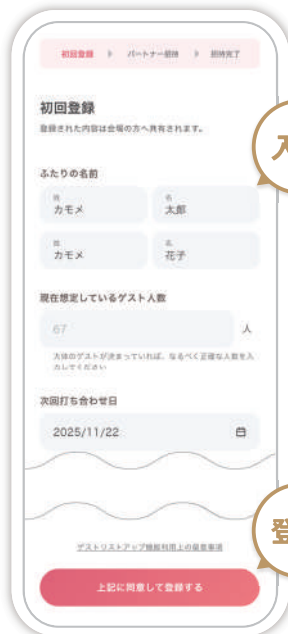 初回登録 パートナー招待 招待完了
初回登録
登録された内容は会場の方へ共有されます。
入
ふたりの名前
姓 名
カモメ 太郎
姓 名
カモメ 花子
現在想定しているゲスト人数
67 人
大体のゲストが決まっていれば、なるべく正確な人数を入
力してください
次回打ち合わせ日
2025/11/22
登
ゲストリストアップ機能利用上の留意事項
上記に同意して登録する